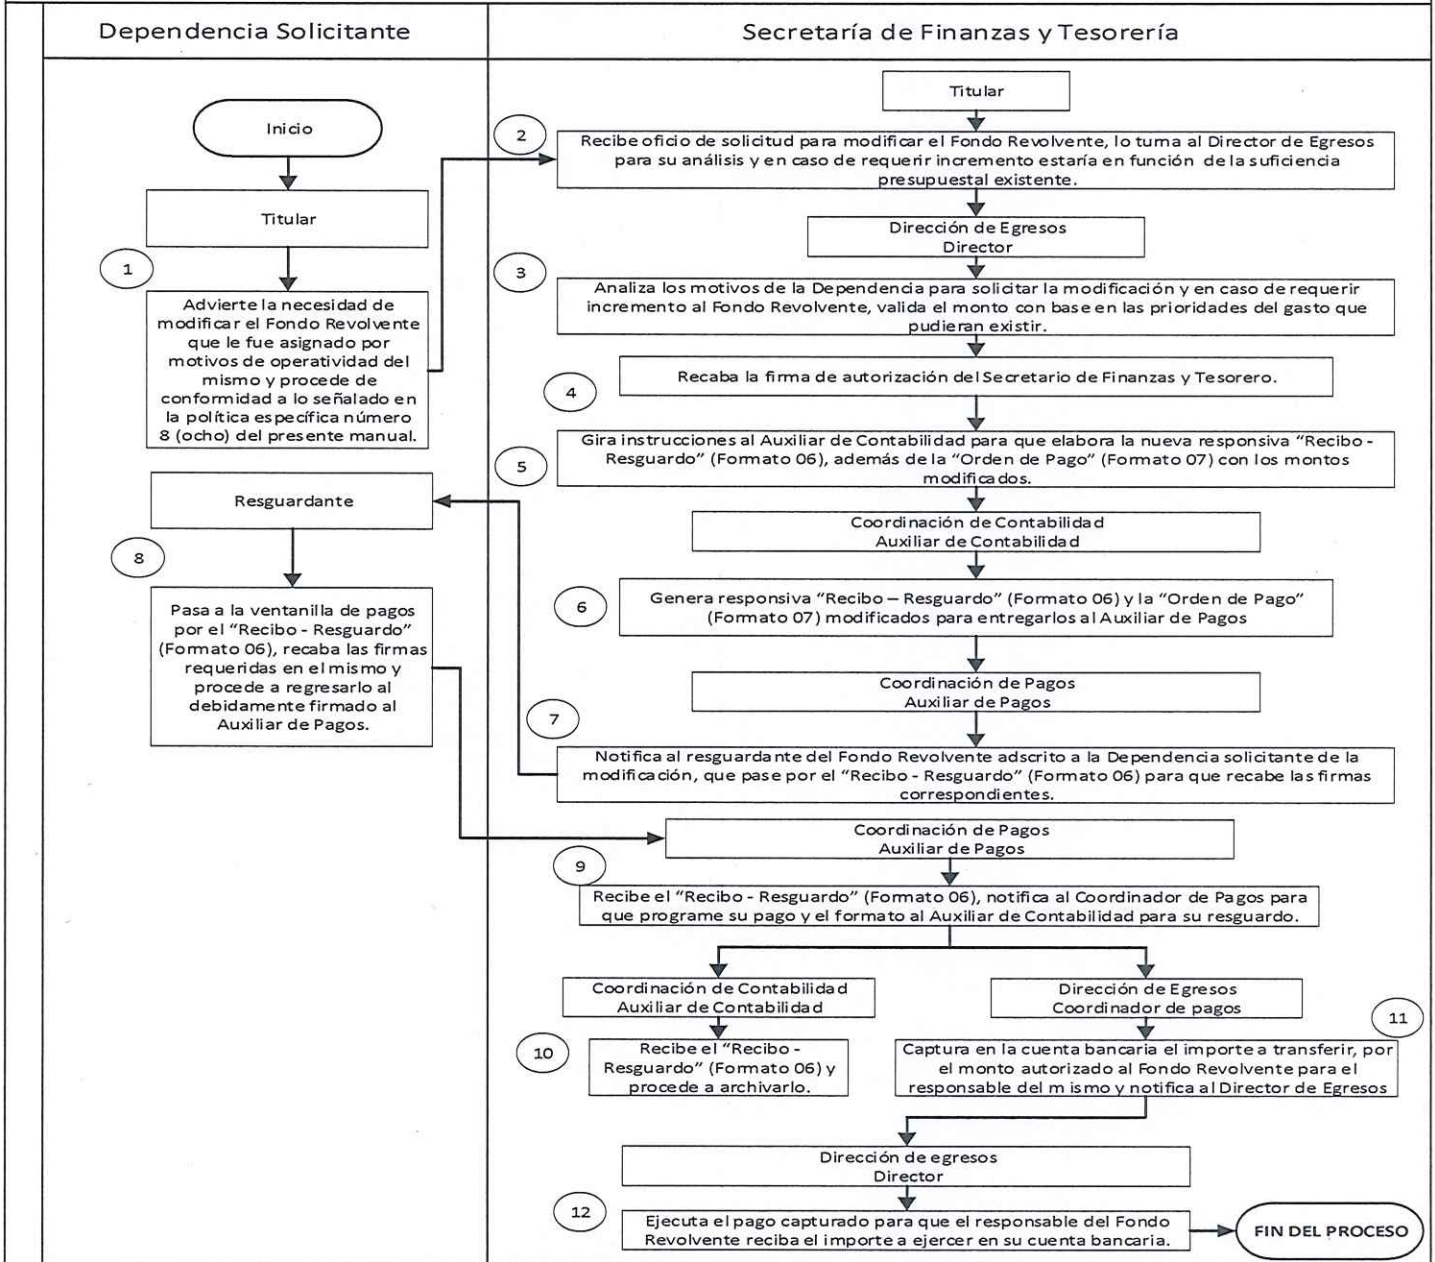 Dependencia Solicitante
Secretaría de Finanzas y Tesorería
Inicio
Titular
1
Advierte la necesidad de
modificar el Fondo Revolvente
que le fue asignado por
motivos de operatividad del
mismo y procede de
conformidad a lo señalado en
la política específica número
8 (ocho) del presente manual.
Titular
2
Recibe oficio de solicitud para modificar el Fondo Revolvente, lo turna al Director de Egresos
para su análisis y en caso de requerir incremento estaría en función de la suficiencia
presupuestal existente.
Dirección de Egresos
Director
3
Analiza los motivos de la Dependencia para solicitar la modificación y en caso de requerir
incremento al Fondo Revolvente, valida el monto con base en las prioridades del gasto que
pudieran existir.
4
Recaba la firma de autorización del Secretario de Finanzas y Tesorero.
5
Gira instrucciones al Auxiliar de Contabilidad para que elabora la nueva responsiva “Recibo -
Resguardo” (Formato 06), además de la “Orden de Pago” (Formato 07) con los montos
modificados.
Coordinación de Contabilidad
Auxiliar de Contabilidad
6
Genera responsiva “Recibo – Resguardo” (Formato 06) y la “Orden de Pago”
(Formato 07) modificados para entregarlos al Auxiliar de Pagos
Coordinación de Pagos
Auxiliar de Pagos
7
Notifica al resguardante del Fondo Revolvente adscrito a la Dependencia solicitante de la
modificación, que pase por el “Recibo - Resguardo” (Formato 06) para que recabe las firmas
correspondientes.
Resguardante
8
Pasa a la ventanilla de pagos
por el “Recibo - Resguardo”
(Formato 06), recaba las firmas
requeridas en el mismo y
procede a regresarlo al
debidamente firmado al
Auxiliar de Pagos.
Coordinación de Pagos
Auxiliar de Pagos
9
Recibe el “Recibo - Resguardo” (Formato 06), notifica al Coordinador de Pagos para
que programe su pago y el formato al Auxiliar de Contabilidad para su resguardo.
Coordinación de Contabilidad
Auxiliar de Contabilidad
10
Recibe el “Recibo -
Resguardo” (Formato 06) y
procede a archivarlo.
Dirección de Egresos
Coordinador de pagos
11
Captura en la cuenta bancaria el importe a transferir, por
el monto autorizado al Fondo Revolvente para el
responsable del mismo y notifica al Director de Egresos
Dirección de egresos
Director
12
Ejecuta el pago capturado para que el responsable del Fondo
Revolvente reciba el importe a ejercer en su cuenta bancaria.
FIN DEL PROCESO